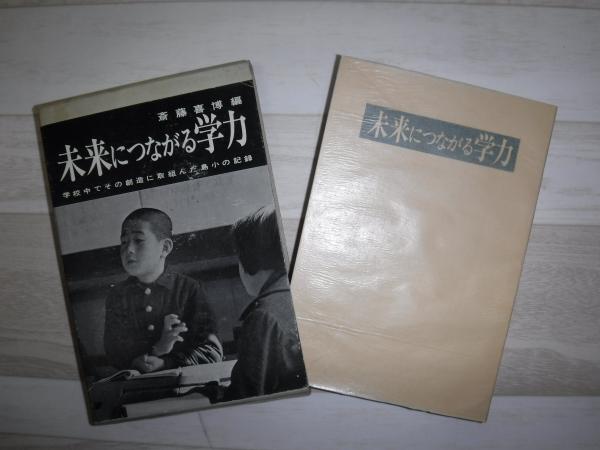 斎藤喜博編
未来につながる学力
学校中でその創造に取組んだ島小の記録
未来につながる学力